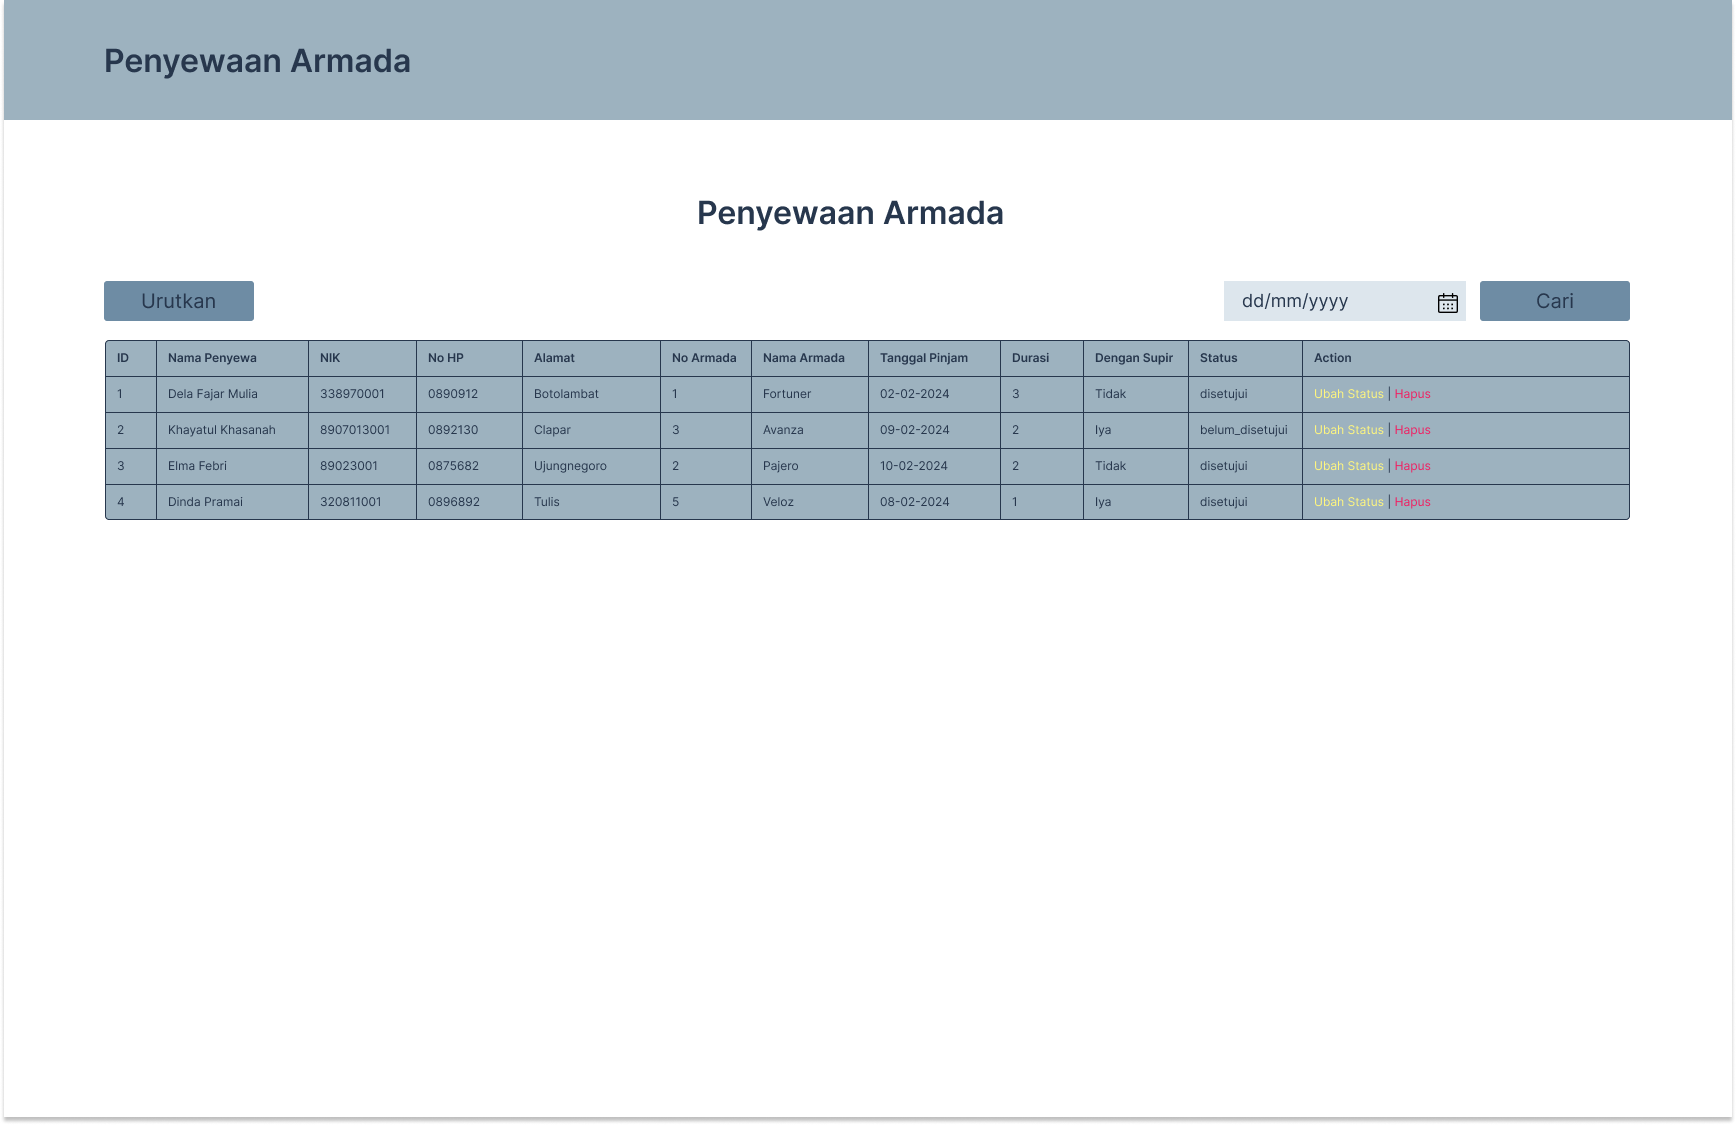 Penyewaan Armada
Penyewaan Armada
Urutkan dd/mm/yyyy Cari
ID Nama Penyewa NIK No HP Alamat No Armada Nama Armada Tanggal Pinjam Durasi Dengan Supir Status Action
1 Dela Fajar Mulia 338970001 0890912 Botolambat 1 Fortuner 02-02-2024 3 Tidak disetujui Ubah Status | Hapus
2 Khayatul Khasanah 8907013001 0892130 Clapar 3 Avanza 09-02-2024 2 Iya belum_disetujui Ubah Status | Hapus
3 Elma Febri 89023001 0875682 Ujungnegoro 2 Pajero 10-02-2024 2 Tidak disetujui Ubah Status | Hapus
4 Dinda Pramai 320811001 0896892 Tulis 5 Veloz 08-02-2024 1 Iya disetujui Ubah Status | Hapus